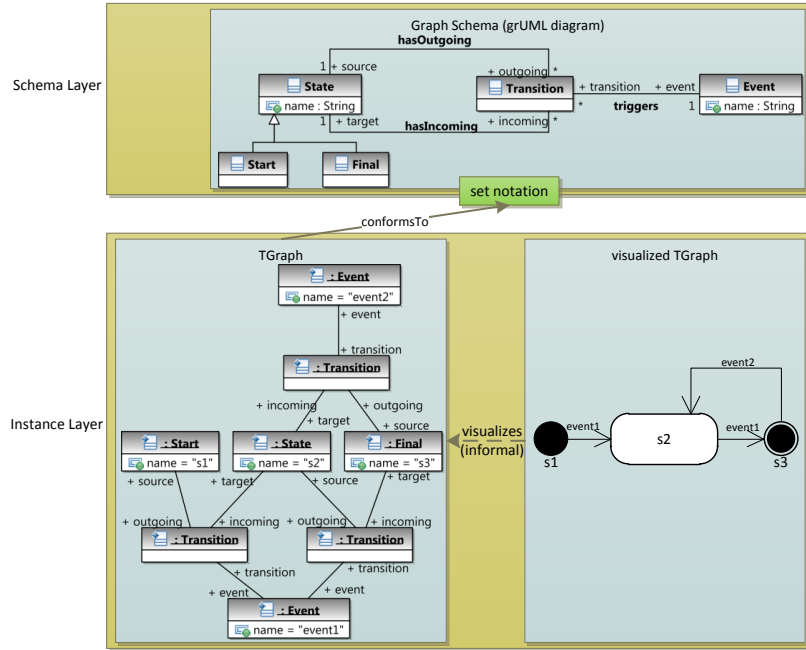 Graph Schema (grUML diagram)
hasOutgoing
1 + source
+ outgoing *
Schema Layer
State
name : String
Transition
+ transition + event
Event
name : String
* triggers 1
1 + target
hasIncoming
+ incoming *
Start
Final
set notation
conformsTo
TGraph
visualized TGraph
: Event
name = "event2"
+ event
+ transition
: Transition
event2
+ incoming
+ outgoing
+ target
+ source
Instance Layer
visualizes
(informal)
: Start
name = "s1"
: State
name = "s2"
: Final
name = "s3"
event1
s2
event1
s1
s3
+ source
+ target
+ source
+ target
+ outgoing
+ incoming
+ outgoing
+ incoming
: Transition
: Transition
+ transition
+ transition
+ event
+ event
: Event
name = "event1"